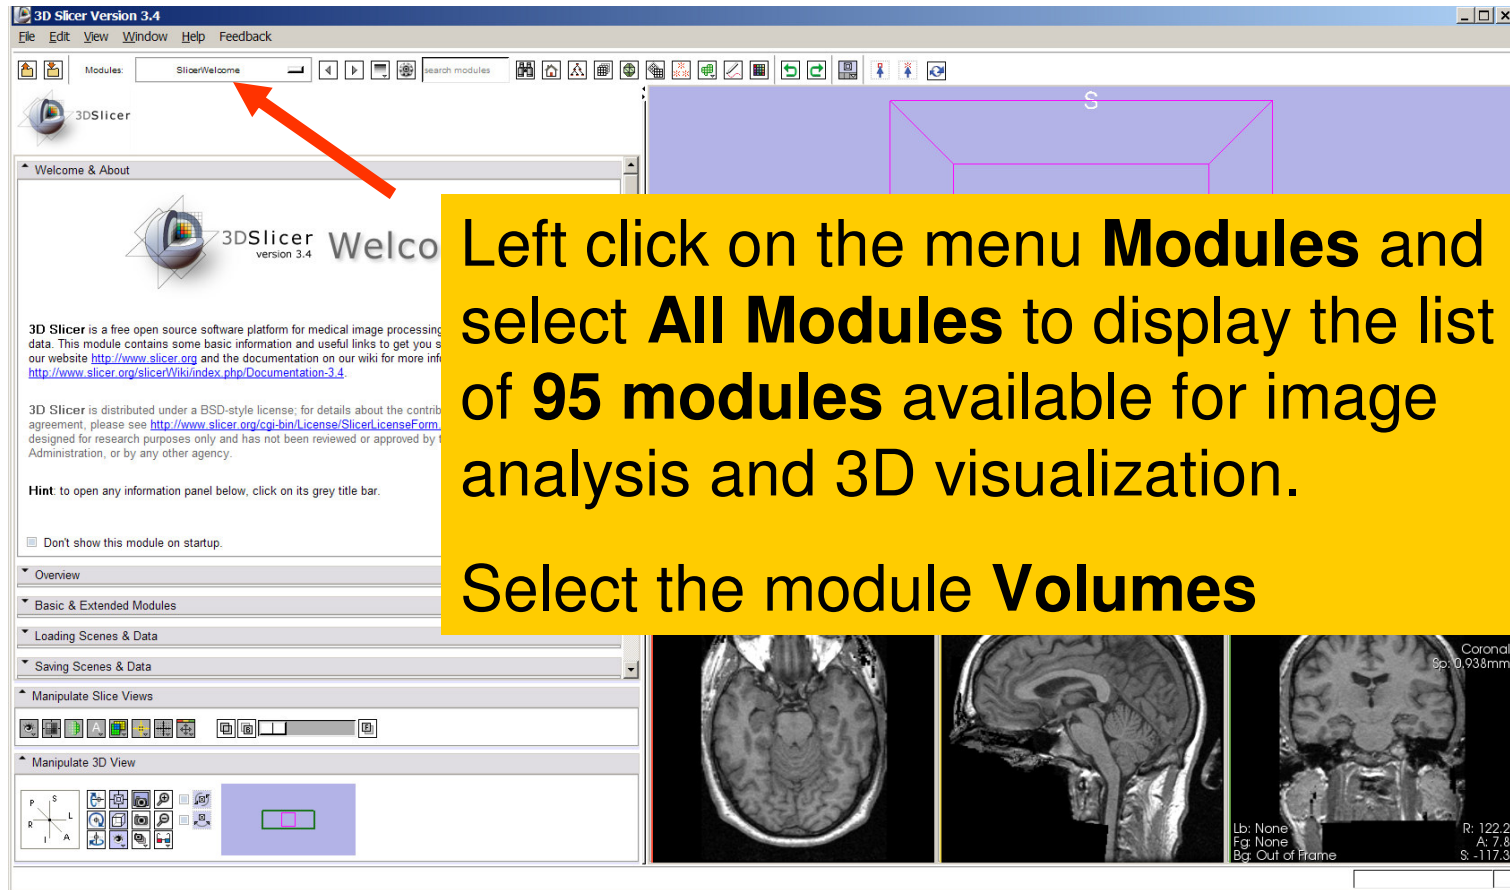 3D Slicer Version 3.4
File Edit View Window Help Feedback
Modules: SlicerWelcome search modules
3DSlicer
Welcome & About
3DSlicer Welco
version 3.4
3D Slicer is a free open source software platform for medical image processing
data. This module contains some basic information and useful links to get you s
our website http://www.slicer.org and the documentation on our wiki for more inf
http://www.slicer.org/slicerWiki/index.php/Documentation-3.4.
3D Slicer is distributed under a BSD-style license; for details about the contrib
agreement, please see http://www.slicer.org/cgi-bin/License/SlicerLicenseForm.
designed for research purposes only and has not been reviewed or approved by t
Administration, or by any other agency.
Hint: to open any information panel below, click on its grey title bar.
Don't show this module on startup.
Overview
Basic & Extended Modules
Loading Scenes & Data
Saving Scenes & Data
Manipulate Slice Views
Manipulate 3D View
P S
R L
I A
S
Left click on the menu Modules and
select All Modules to display the list
of 95 modules available for image
analysis and 3D visualization.
Select the module Volumes
Coronal
Sp: 0.938mm
Lb: None
Fg: None
Bg: Out of Frame
R: 122.2
A: 7.8
S: -117.3